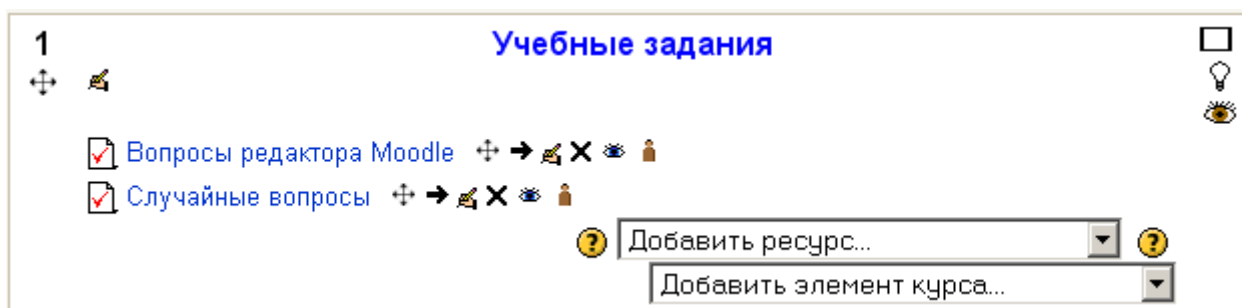 1
Учебные задания
Вопросы редактора Moodle
Случайные вопросы
? Добавить ресурс... ?
Добавить элемент курса...